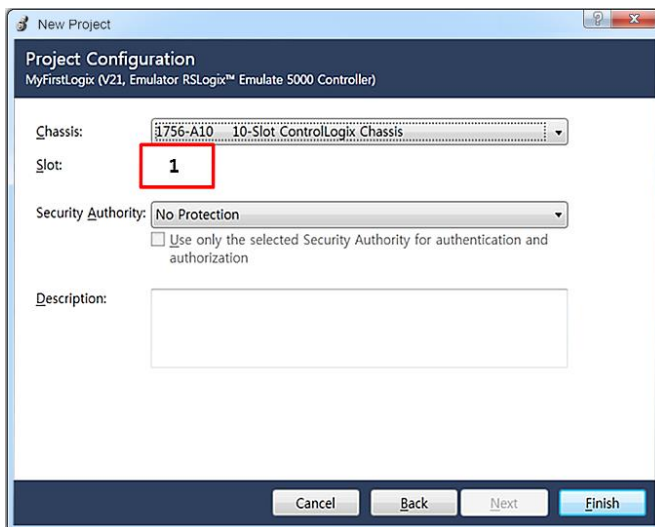 New Project
Project Configuration
MyFirstLogix (V21, Emulator RSLogix™ Emulate 5000 Controller)
Chassis: 1756-A10 10-Slot ControlLogix Chassis
Slot: 1
Security Authority: No Protection
Use only the selected Security Authority for authentication and
authorization
Description:
Cancel Back Next Finish